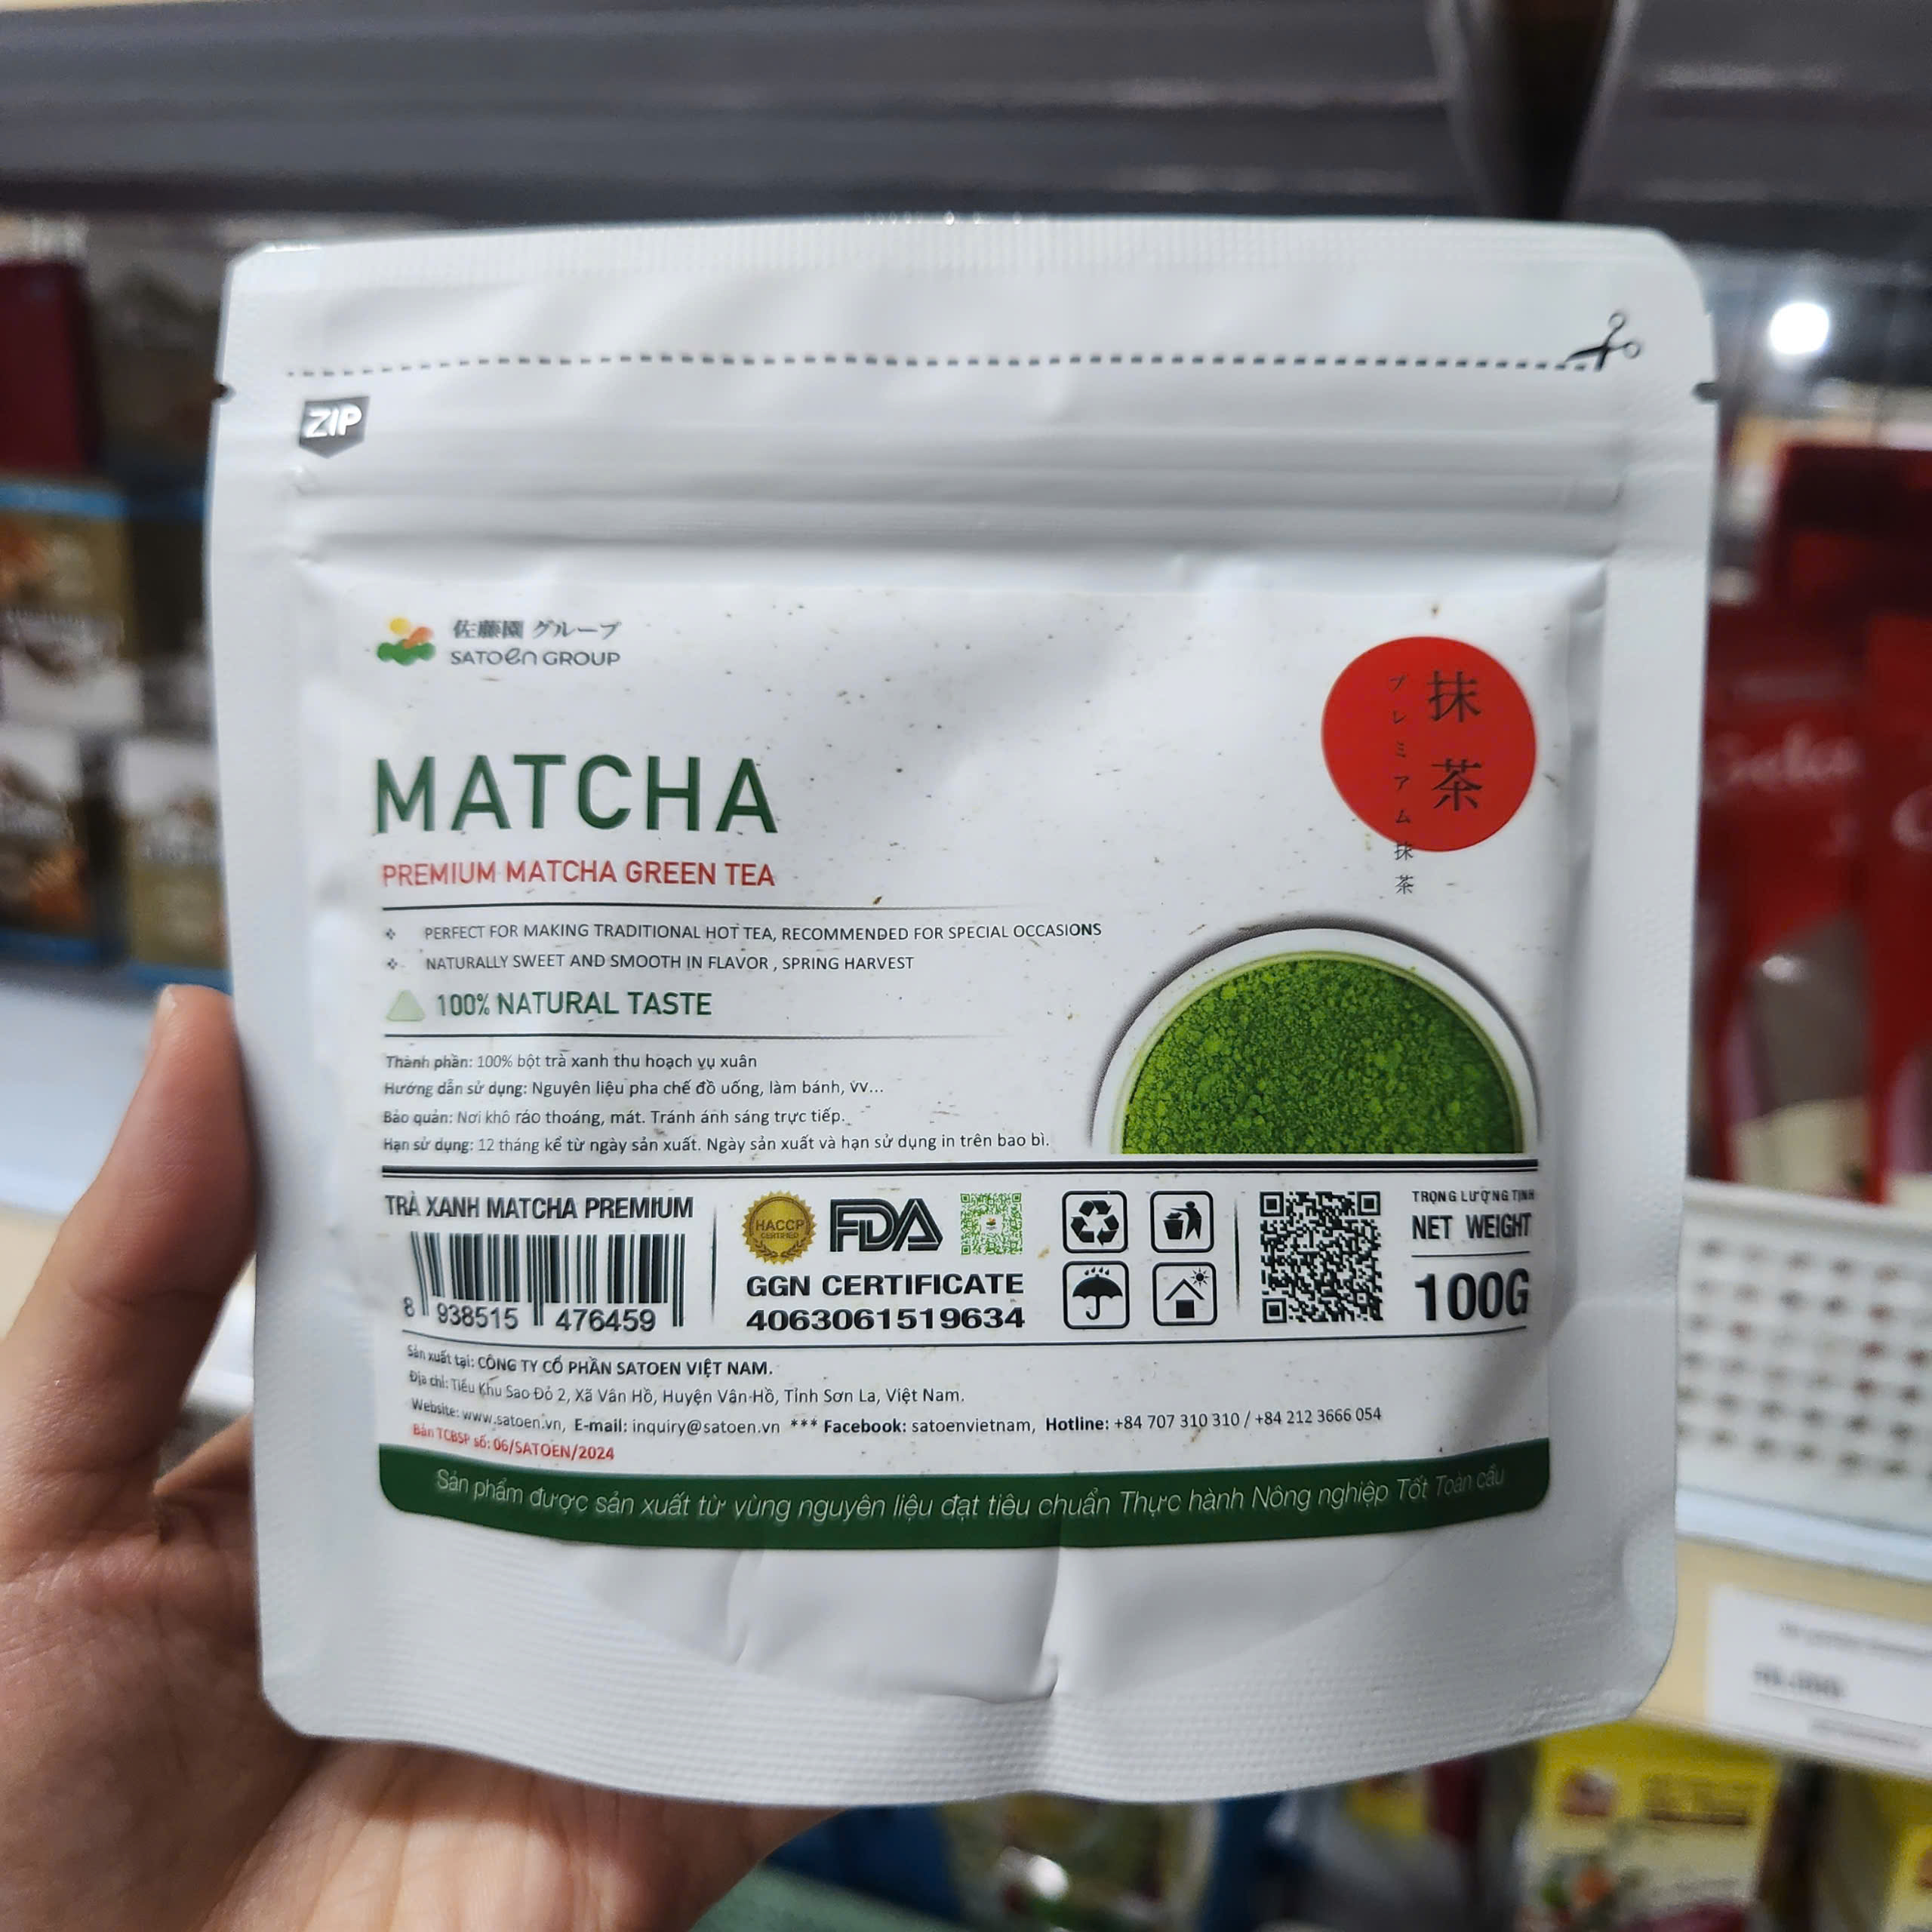 ZIP
佐藤園 グループ
SATOEN GROUP
抹茶
プレミアム抹茶
MATCHA
PREMIUM MATCHA GREEN TEA
PERFECT FOR MAKING TRADITIONAL HOT TEA, RECOMMENDED FOR SPECIAL OCCASIONS
NATURALLY SWEET AND SMOOTH IN FLAVOR , SPRING HARVEST
100% NATURAL TASTE
Thành phần: 100% bột trà xanh thu hoạch vụ xuân
Hướng dẫn sử dụng: Nguyên liệu pha chế đồ uống, làm bánh, vv...
Bảo quản: Nơi khô ráo thoáng, mát. Tránh ánh sáng trực tiếp.
Hạn sử dụng: 12 tháng kể từ ngày sản xuất. Ngày sản xuất và hạn sử dụng in trên bao bì.
TRÀ XANH MATCHA PREMIUM
8 938515 476459
HACCP
CERTIFIED
FDA
GGN CERTIFICATE
4063061519634
TRỌNG LƯỢNG TỊNH
NET WEIGHT
100G
Sản xuất tại: CÔNG TY CỔ PHẦN SATOEN VIỆT NAM.
Địa chỉ: Tiểu Khu Sao Đỏ 2, Xã Vân Hồ, Huyện Vân Hồ, Tỉnh Sơn La, Việt Nam.
Website: www.satoen.vn, E-mail: inquiry@satoen.vn *** Facebook: satoenvietnam, Hotline: +84 707 310 310 / +84 212 3666 054
Bản TCBSP số: 06/SATOEN/2024
Sản phẩm được sản xuất từ vùng nguyên liệu đạt tiêu chuẩn Thực hành Nông nghiệp Tốt Toàn cầu